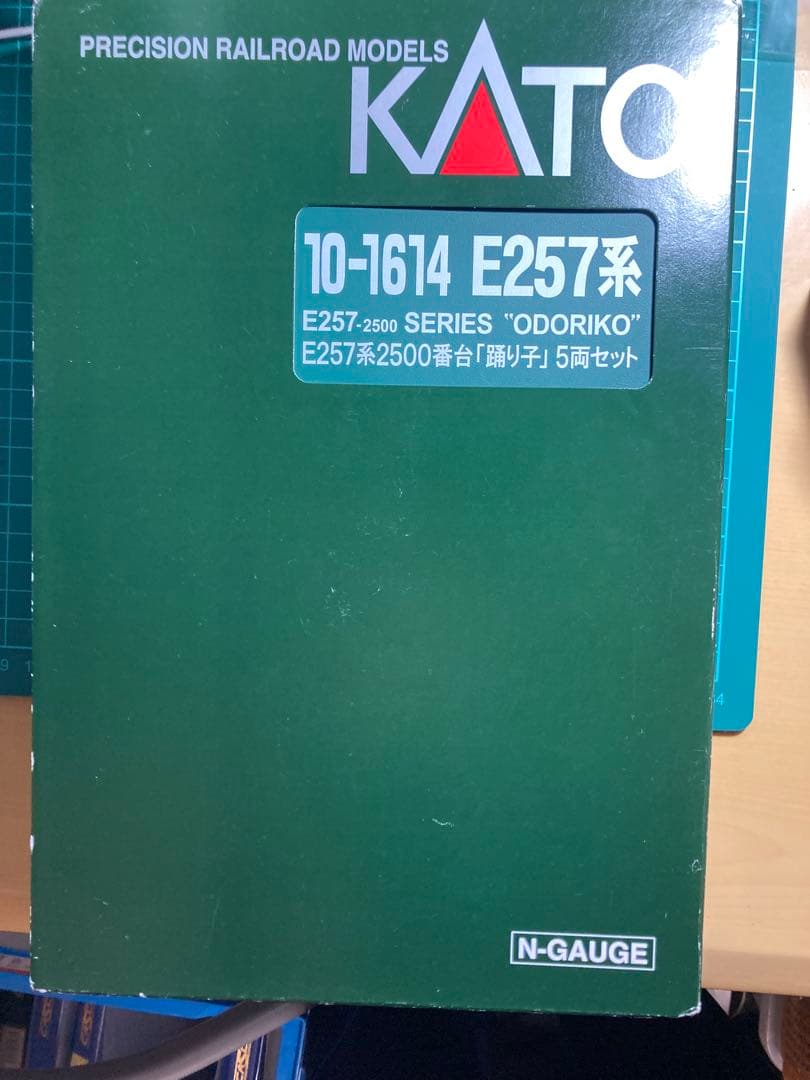 PRECISION RAILROAD MODELS
KATO
10-1614 E257系
E257-2500 SERIES "ODORIKO"
E257系2500番台「踊り子」5両セット
N-GAUGE